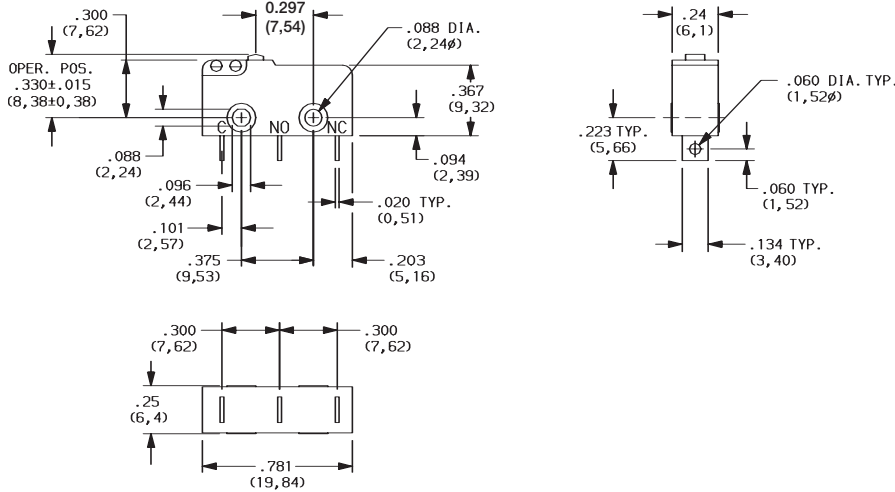 .300
(7,62)
0.297
(7,54)
.088 DIA.
(2,24ø)
OPER. POS.
.330±.015
(8,38±0,38)
.367
(9,32)
C
NO
NC
.088
(2,24)
.094
(2,39)
.096
(2,44)
.020 TYP.
(0,51)
.101
(2,57)
.375
(9,53)
.203
(5,16)
.24
(6,1)
.060 DIA. TYP.
(1,52ø)
.223 TYP.
(5,66)
.060 TYP.
(1,52)
.134 TYP.
(3,40)
.300
(7,62)
.300
(7,62)
.25
(6,4)
.781
(19,84)